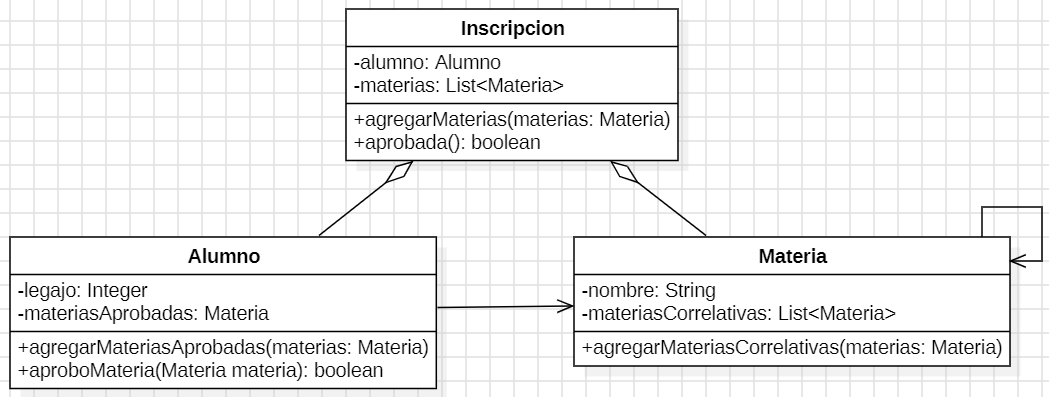 Inscripcion
-alumno: Alumno
-materias: List<Materia>
+agregarMaterias(materias: Materia)
+aprobada(): boolean
Alumno
-legajo: Integer
-materiasAprobadas: Materia
+agregarMateriasAprobadas(materias: Materia)
+aproboMateria(Materia materia): boolean
Materia
-nombre: String
-materiasCorrelativas: List<Materia>
+agregarMateriasCorrelativas(materias: Materia)